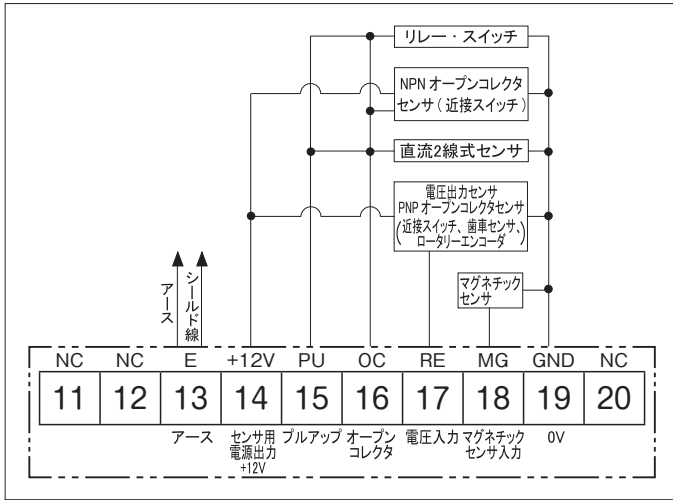 リレー・スイッチ
NPN オープンコレクタ
センサ ( 近接スイッチ )
直流2線式センサ
電圧出力センサ
PNP オープンコレクタセンサ
(近接スイッチ、歯車センサ、
ロータリーエンコーダ)
マグネチック
センサ
アース
シールド線
NC NC E +12V PU OC RE MG GND NC
11 12 13 14 15 16 17 18 19 20
アース センサ用 プルアップ オープン 電圧入力 マグネチック 0V
電源出力 コレクタ センサ入力
+12V